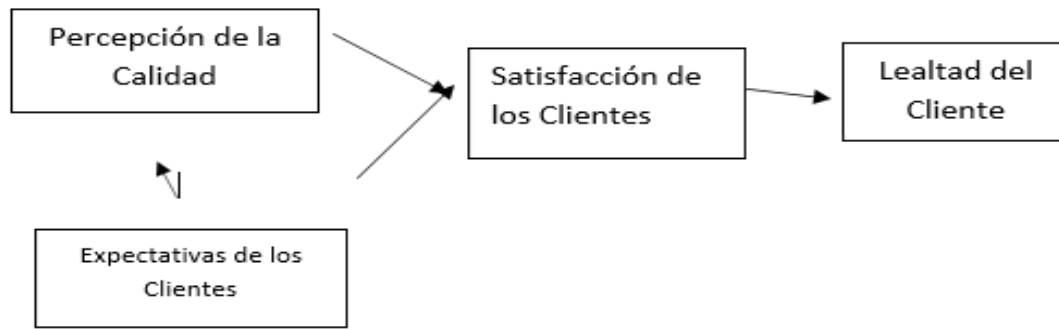 Percepción de la
Calidad
Satisfacción de
los Clientes
Lealtad del
Cliente
Expectativas de los
Clientes